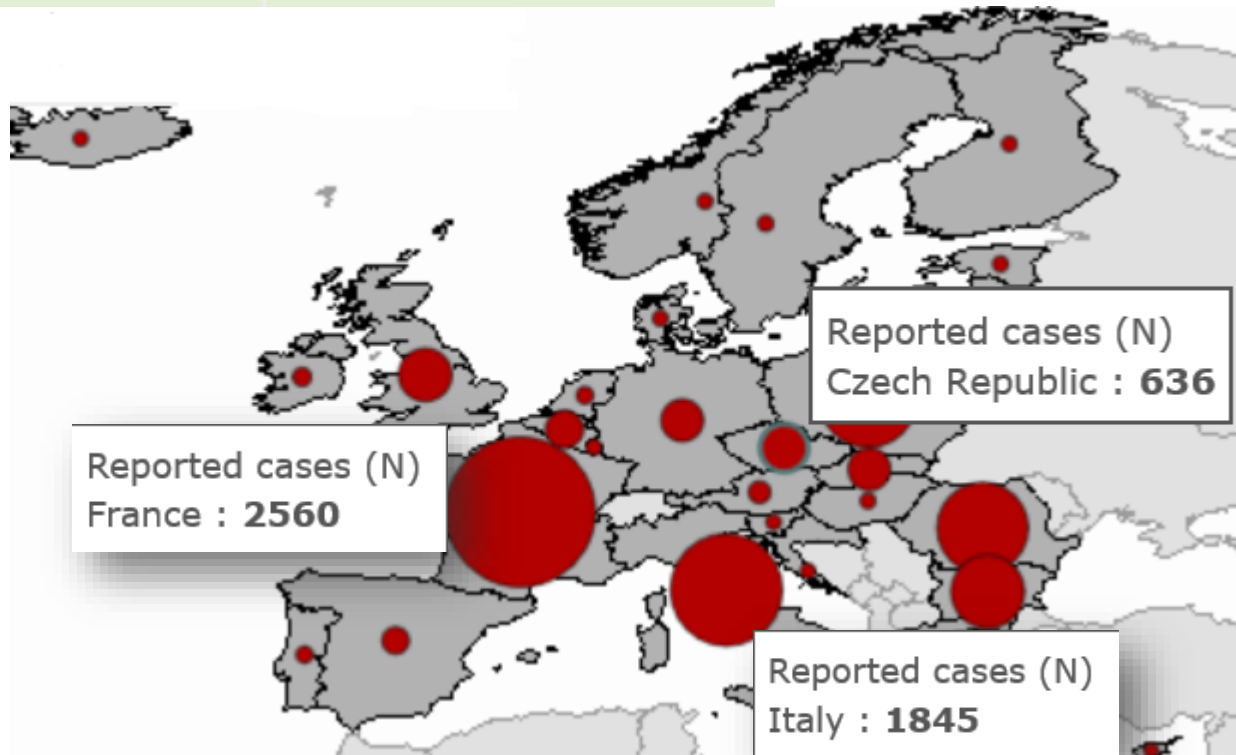 Reported cases (N)
Czech Republic : 636
Reported cases (N)
France : 2560
Reported cases (N)
Italy : 1845